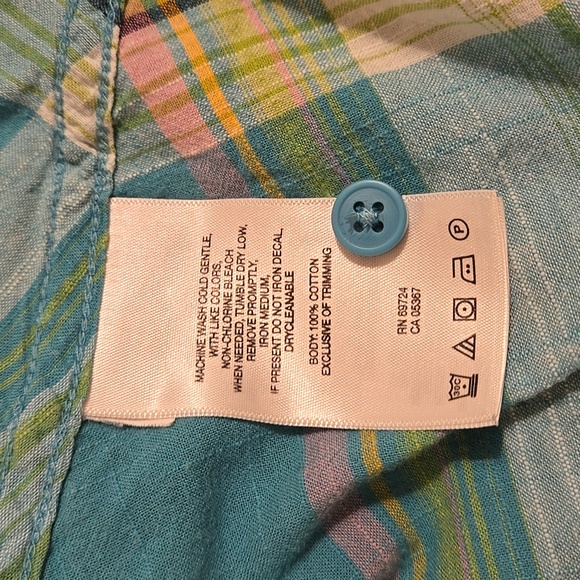 MACHINE WASH COLD GENTLE,
WITH LIKE COLORS,
NON-CHLORINE BLEACH
WHEN NEEDED, TUMBLE DRY LOW,
REMOVE PROMPTLY,
IRON MEDIUM,
IF PRESENT DO NOT IRON DECAL,
DRYCLEANABLE
BODY: 100% COTTON
EXCLUSIVE OF TRIMMING
RN 69724
CA 05367
30C
P